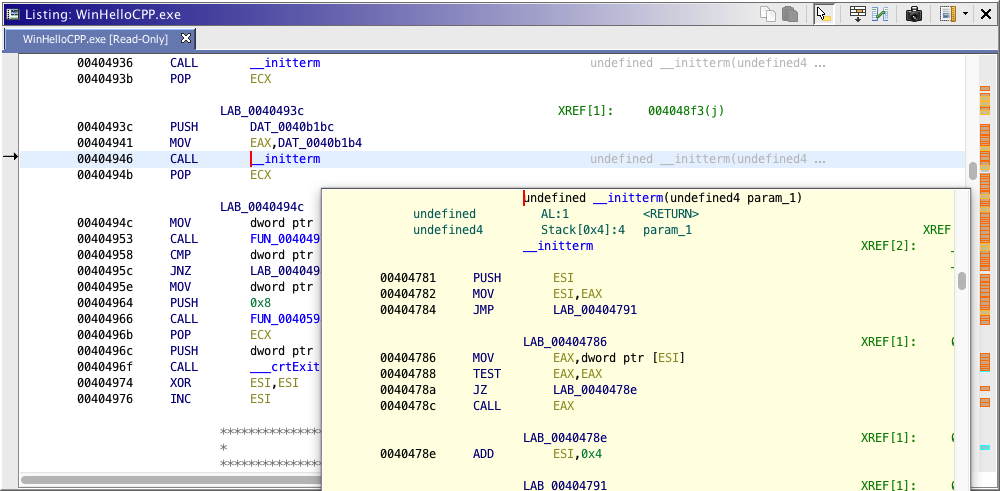 Listing: WinHelloCPP.exe
WinHelloCPP.exe [Read-Only]
00404936 CALL __initterm undefined __initterm(undefined4 ...
0040493b POP ECX
LAB_0040493c XREF[1]: 004048f3(j)
0040493c PUSH DAT_0040b1bc
00404941 MOV EAX,DAT_0040b1b4
00404946 CALL __initterm undefined __initterm(undefined4 ...
0040494b POP ECX
LAB_0040494c
0040494c MOV dword ptr
00404953 CALL FUN_004049
00404958 CMP dword ptr
0040495c JNZ LAB_004049
0040495e MOV dword ptr
00404964 PUSH 0x8
00404966 CALL FUN_004059
0040496b POP ECX
0040496c PUSH dword ptr
0040496f CALL ___crtExit
00404974 XOR ESI,ESI
00404976 INC ESI
undefined __initterm(undefined4 param_1)
undefined AL:1 <RETURN>
undefined4 Stack[0x4]:4 param_1 XREF
__initterm XREF[2]:
00404781 PUSH ESI
00404782 MOV ESI,EAX
00404784 JMP LAB_00404791
LAB_00404786 XREF[1]:
00404786 MOV EAX,dword ptr [ESI]
00404788 TEST EAX,EAX
0040478a JZ LAB_0040478e
0040478c CALL EAX
LAB_0040478e XREF[1]:
0040478e ADD ESI,0x4
LAB_00404791 XREF[1]: